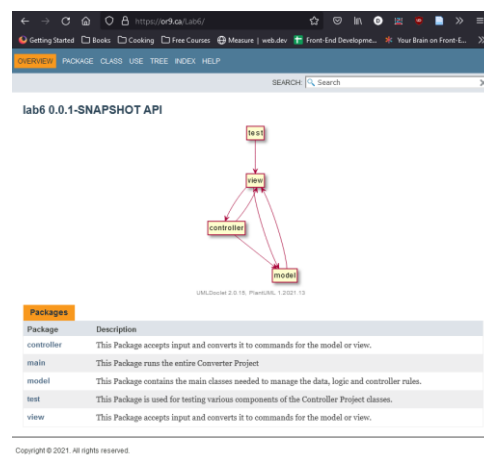 https://or9.ca/Lab6/
Getting Started Books Cooking Free Courses Measure | web.dev Front-End Developme... Your Brain on Front-E...
OVERVIEW PACKAGE CLASS USE TREE INDEX HELP
SEARCH: Search
lab6 0.0.1-SNAPSHOT API
test
view
controller
model
UMLDoclet 2.0.15, PlantUML 1.2021.13
Packages
Package Description
controller This Package accepts input and converts it to commands for the model or view.
main This Package runs the entire Converter Project
model This Package contains the main classes needed to manage the data, logic and controller rules.
test This Package is used for testing various components of the Controller Project classes.
view This Package accepts input and converts it to commands for the model or view.
Copyright © 2021. All rights reserved.